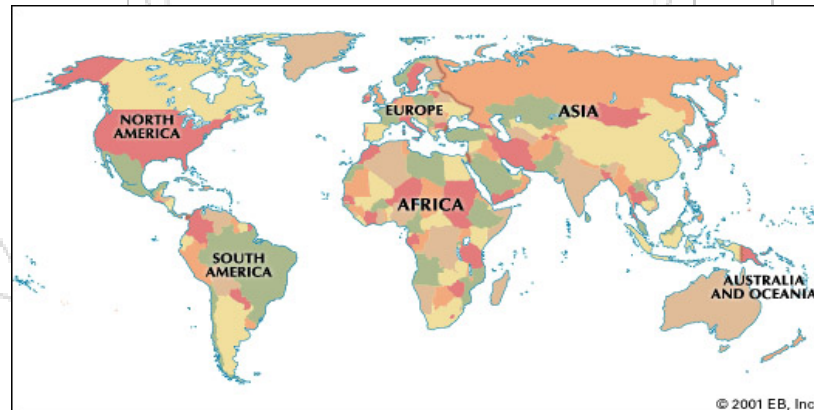 NORTH
AMERICA
EUROPE
ASIA
AFRICA
SOUTH
AMERICA
AUSTRALIA
AND OCEANIA
© 2001 EB, Inc